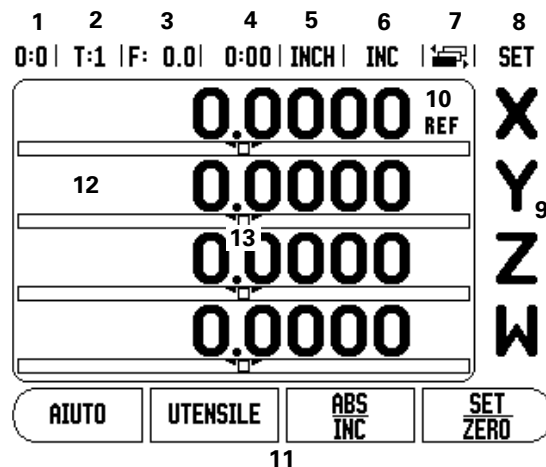 1 2 3 4 5 6 7 8
0:0 | T:1 | F: 0.0 | 0:00 | INCH | INC | | SET
0.0000 10 REF X
12 0.0000 Y 9
13
0.0000 Z
0.0000 W
AIUTO UTENSILE ABS/INC SET/ZERO
11